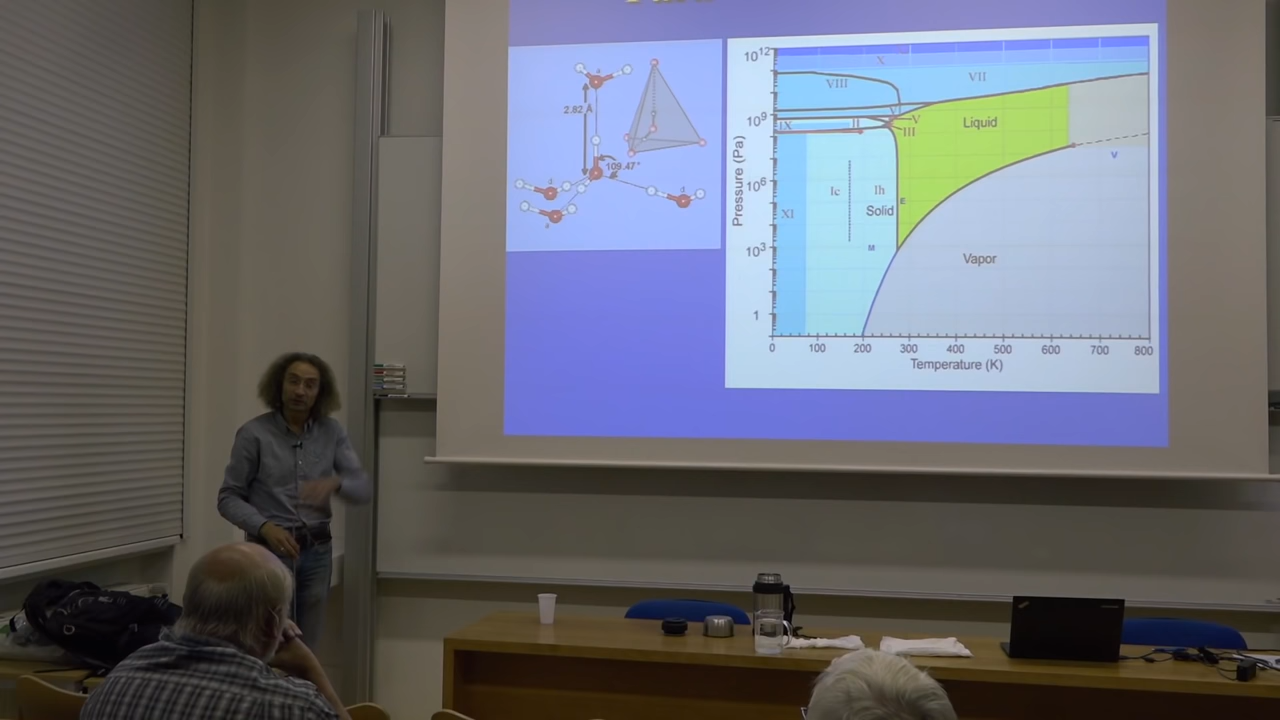 2.82 Å
109.47°
a
d
d
a
10¹²
10⁹
10⁶
10³
1
Pressure (Pa)
X
VIII
VII
VI
V
IX
II
III
Liquid
V
Ic
Ih
E
Solid
XI
M
Vapor
0 100 200 300 400 500 600 700 800
Temperature (K)